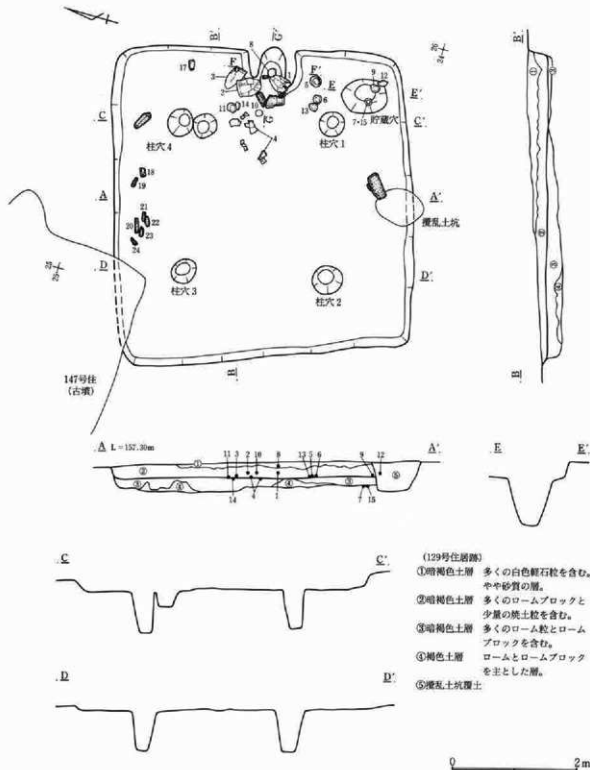 B'
G'
8
F
F'
3
2
1
17
5
E
9
12
E'
11
14
10
6
13
7・15
貯蔵穴
C
C'
柱穴4
4
柱穴1
18
19
A
A'
21
20
22
23
24
攪乱土坑
D
D'
柱穴3
柱穴2
147号住
(古墳)
B
B'
①
②
③
④
B
A L=157.30m
11 3 2 10 8 13 5 6 9 12
A'
①
②
③
④
⑤
14 4 1 7 15
E
E'
C
C'
D
D'
(129号住居跡)
①暗褐色土層 多くの白色軽石粒を含む。
やや砂質の層。
②暗褐色土層 多くのロームブロックと
少量の焼土粒を含む。
③暗褐色土層 多くのローム粒とローム
ブロックを含む。
④褐色土層 ロームとロームブロック
を主とした層。
⑤攪乱土坑覆土
0 2m